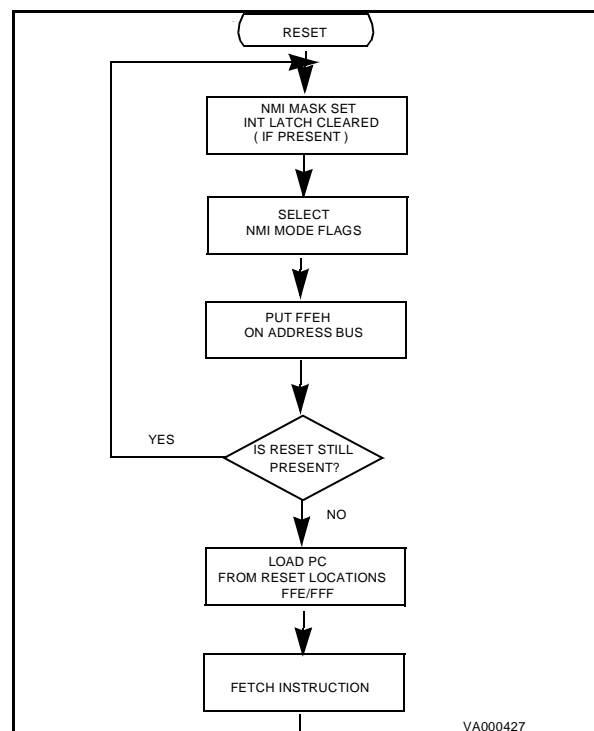 RESET
NMI MASK SET
INT LATCH CLEARED
( IF PRESENT )
SELECT
NMI MODE FLAGS
PUT FFEH
ON ADDRESS BUS
YES
IS RESET STILL
PRESENT?
NO
LOAD PC
FROM RESET LOCATIONS
FFE/FFF
FETCH INSTRUCTION
VA000427